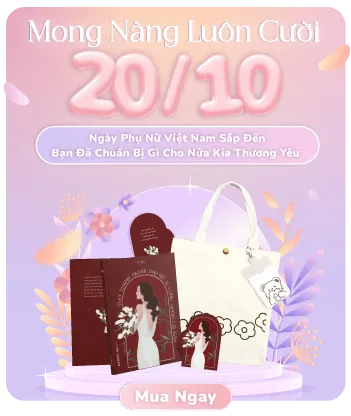 Mong Nàng Luôn Cười
20/10
Ngày Phụ Nữ Việt Nam Sắp Đến
Bạn Đã Chuẩn Bị Gì Cho Nửa Kia Thương Yêu
Mua Ngay